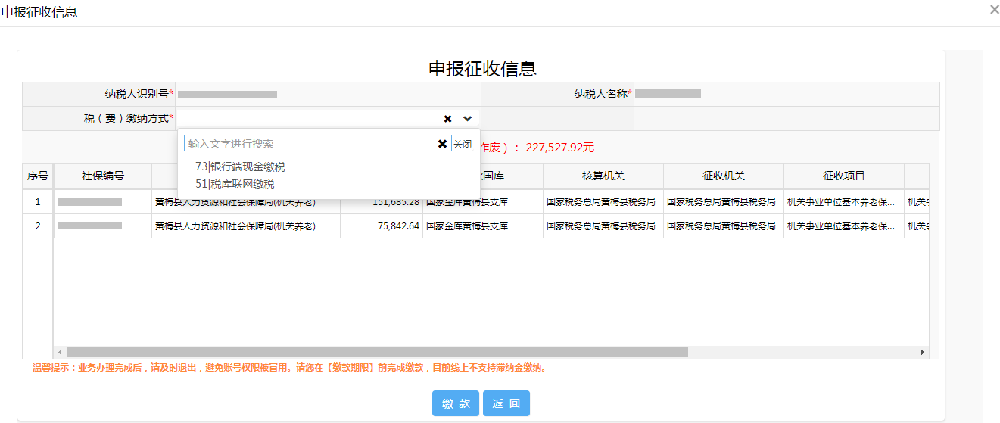 申报征收信息
申报征收信息
纳税人识别号* 纳税人名称*
税（费）缴纳方式*
输入文字进行搜索 关闭
73|银行端现金缴税
51|税库联网缴税
作废）：227,527.92元
序号 社保编号 国库 核算机关 征收机关 征收项目
1 黄梅县人力资源和社会保障局(机关养老) 151,685.28 国家金库黄梅县支库 国家税务总局黄梅县税务局 国家税务总局黄梅县税务局 机关事业单位基本养老保... 机关
2 黄梅县人力资源和社会保障局(机关养老) 75,842.64 国家金库黄梅县支库 国家税务总局黄梅县税务局 国家税务总局黄梅县税务局 机关事业单位基本养老保... 机关
温馨提示：业务办理完成后，请及时退出，避免账号权限被冒用。请您在【缴款期限】前完成缴款，目前线上不支持滞纳金缴纳。
缴 款 返 回